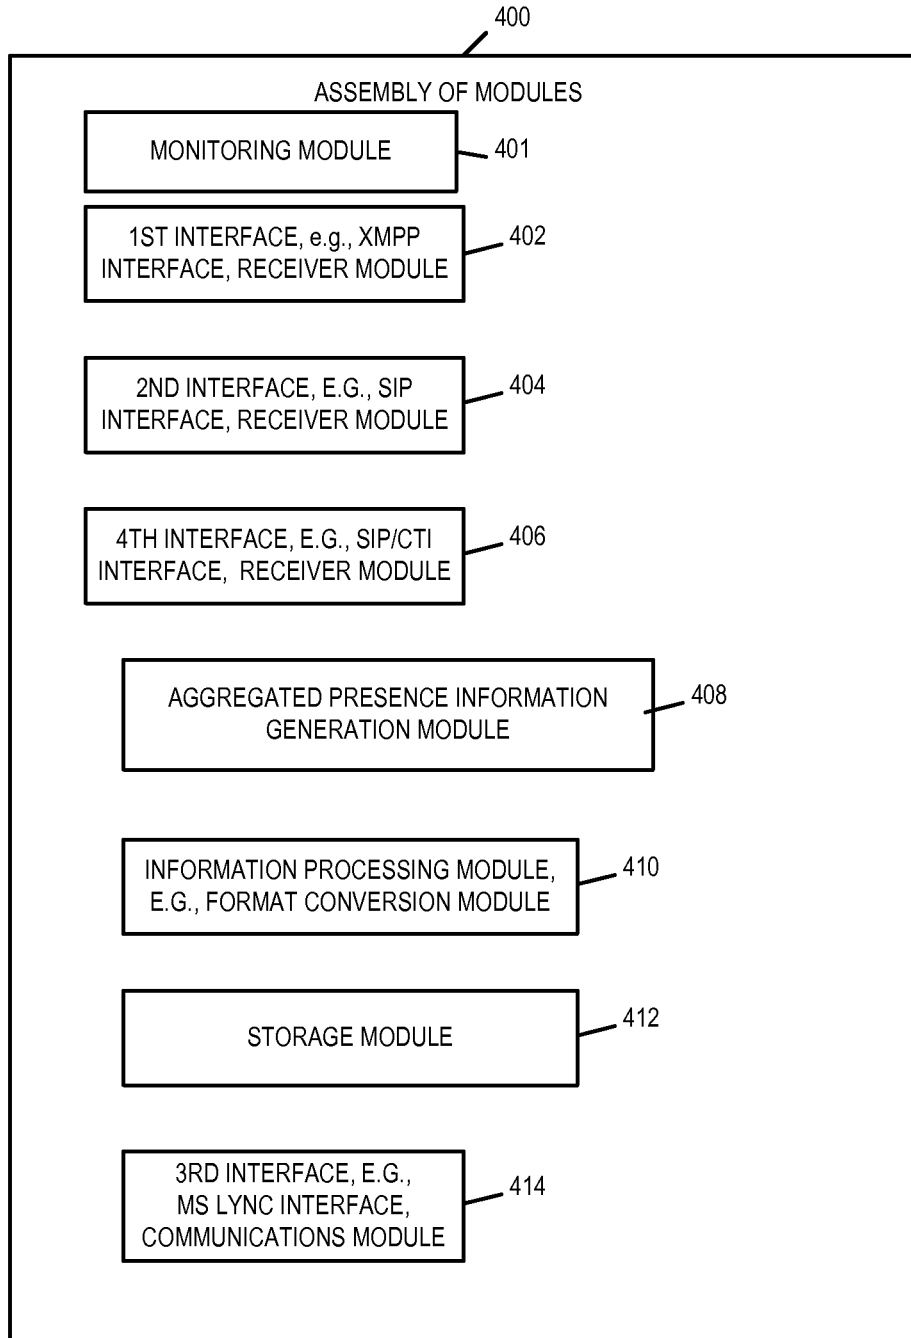 400
ASSEMBLY OF MODULES
MONITORING MODULE
401
1ST INTERFACE, e.g., XMPP
INTERFACE, RECEIVER MODULE
402
2ND INTERFACE, E.G., SIP
INTERFACE, RECEIVER MODULE
404
4TH INTERFACE, E.G., SIP/CTI
INTERFACE, RECEIVER MODULE
406
AGGREGATED PRESENCE INFORMATION
GENERATION MODULE
408
INFORMATION PROCESSING MODULE,
E.G., FORMAT CONVERSION MODULE
410
STORAGE MODULE
412
3RD INTERFACE, E.G.,
MS LYNC INTERFACE,
COMMUNICATIONS MODULE
414